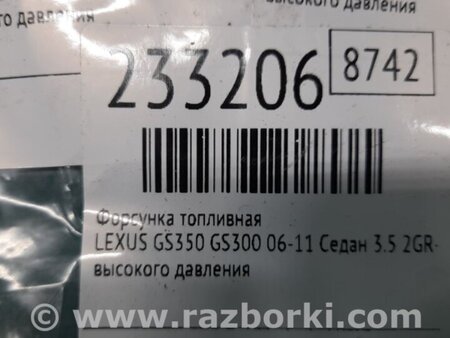 высокого давления
ого давления
233206 8742
Форсунка топливная
LEXUS GS350 GS300 06-11 Седан 3.5 2GR-
высокого давления
www.razborki.com